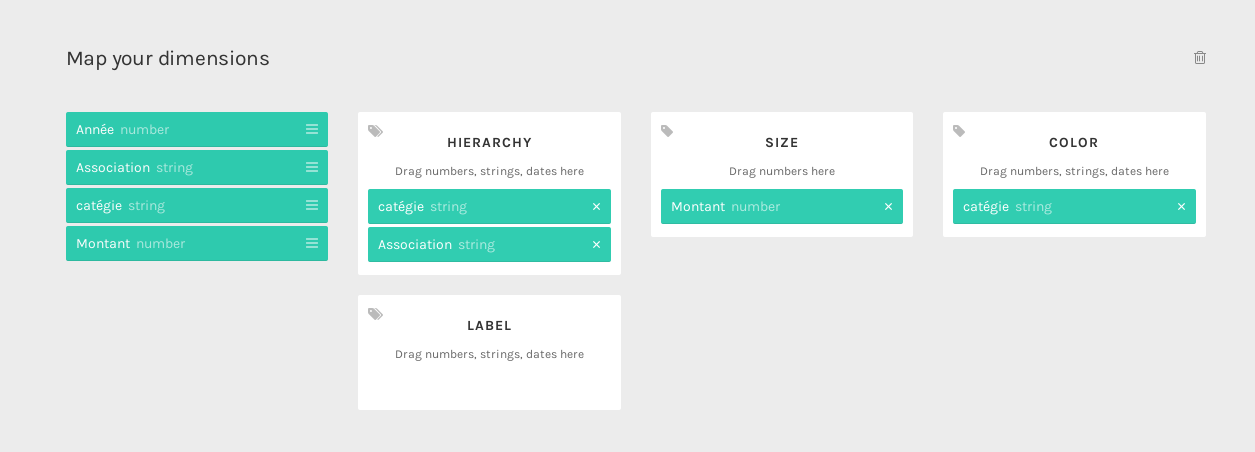 Map your dimensions
Année number
Association string
catégie string
Montant number
HIERARCHY
Drag numbers, strings, dates here
catégie string
Association string
SIZE
Drag numbers here
Montant number
COLOR
Drag numbers, strings, dates here
catégie string
LABEL
Drag numbers, strings, dates here